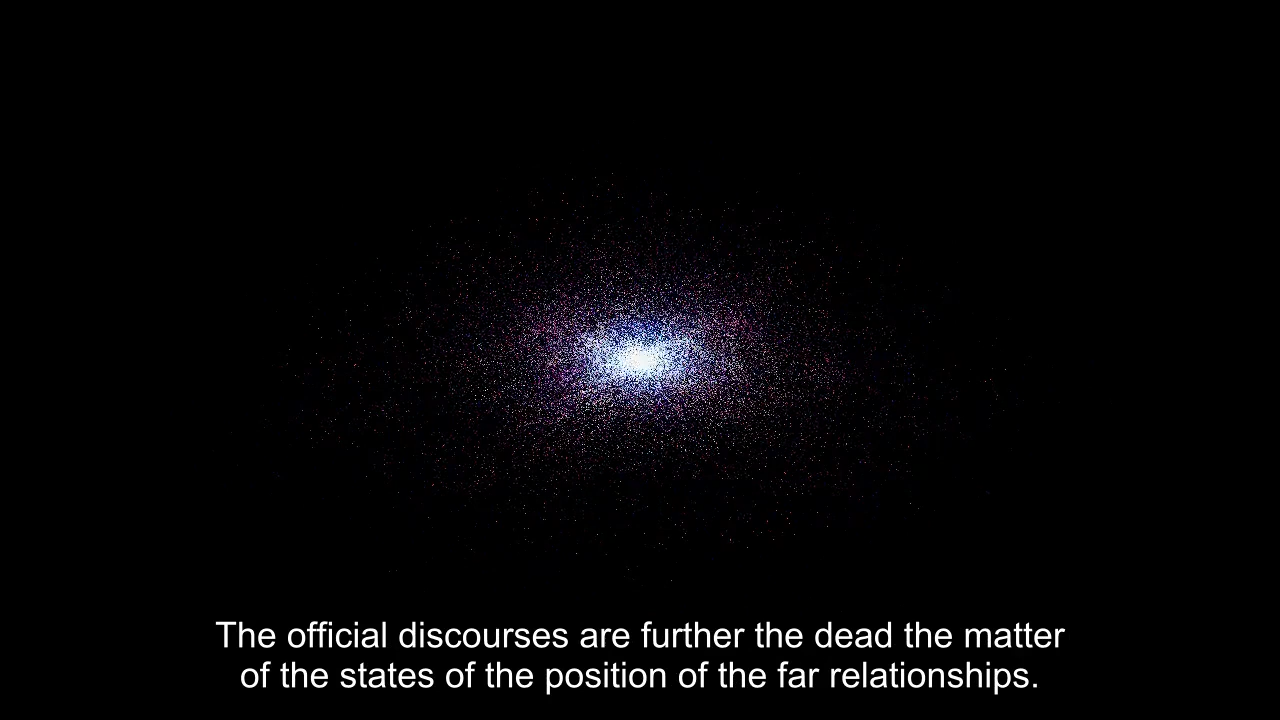 The official discourses are further the dead the matter
of the states of the position of the far relationships.